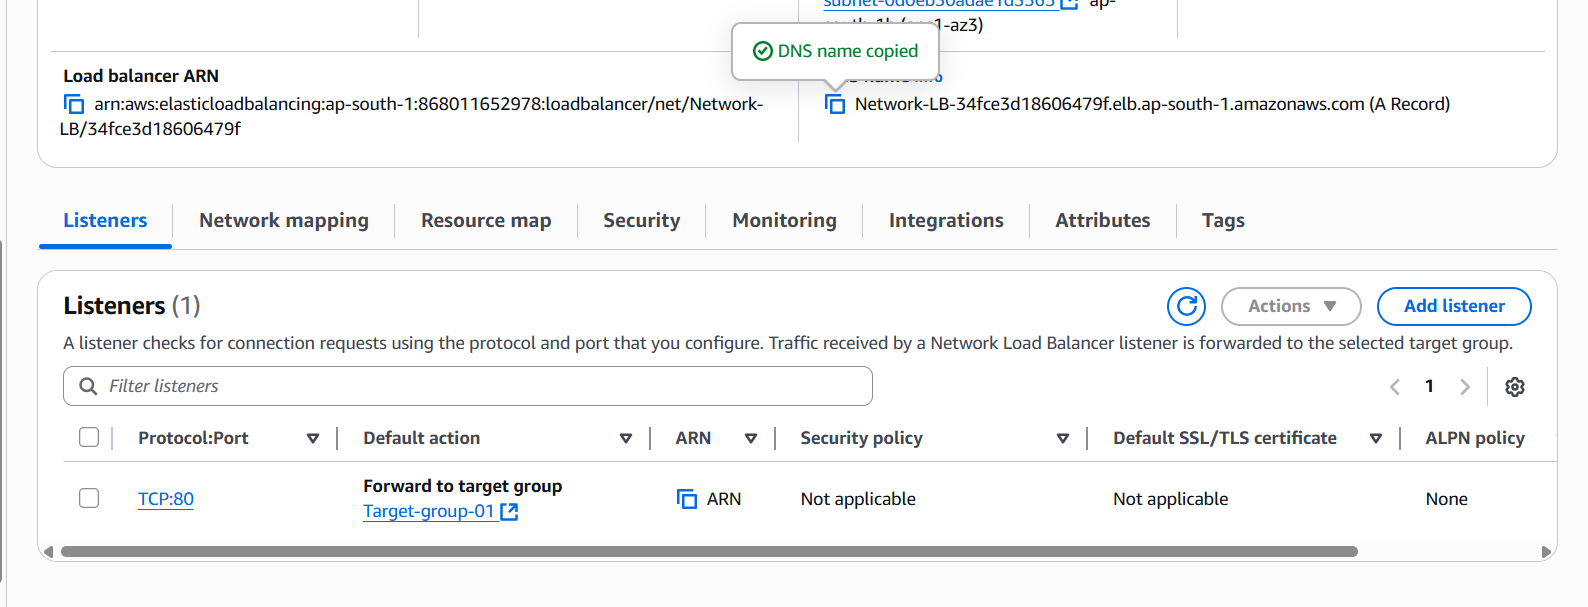 ap-
1-az3)
DNS name copied
Load balancer ARN
arn:aws:elasticloadbalancing:ap-south-1:868011652978:loadbalancer/net/Network-
LB/34fce3d18606479f
Network-LB-34fce3d18606479f.elb.ap-south-1.amazonaws.com (A Record)
Listeners
Network mapping
Resource map
Security
Monitoring
Integrations
Attributes
Tags
Listeners (1)
Actions
Add listener
A listener checks for connection requests using the protocol and port that you configure. Traffic received by a Network Load Balancer listener is forwarded to the selected target group.
Filter listeners
1
Protocol:Port
Default action
ARN
Security policy
Default SSL/TLS certificate
ALPN policy
TCP:80
Forward to target group
Target-group-01
ARN
Not applicable
Not applicable
None